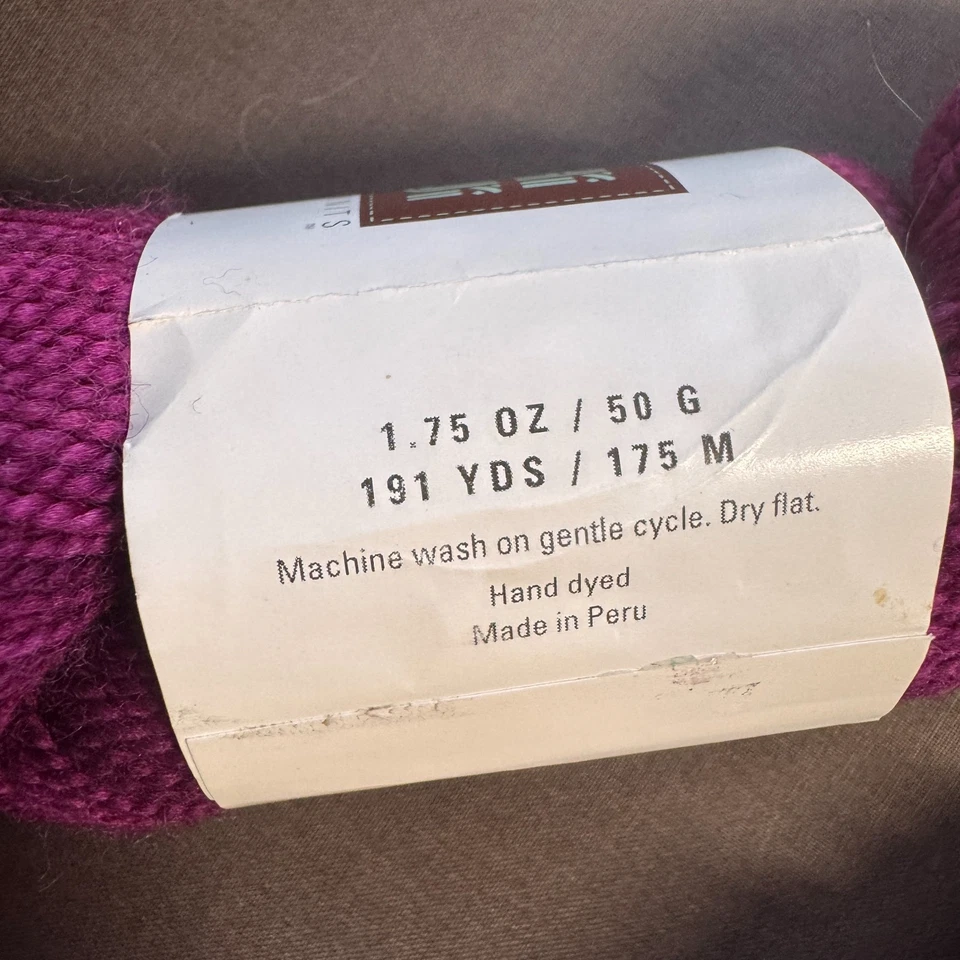 1.75 OZ / 50 G
191 YDS / 175 M
Machine wash on gentle cycle. Dry flat.
Hand dyed
Made in Peru